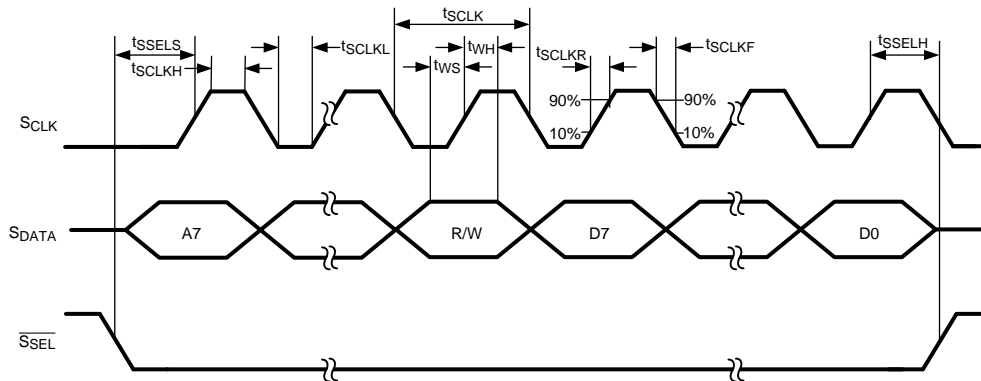 tSCLK
tSSELS
tSCLKL
tWH
tSCLKR
tSCLKF
tSSELH
tSCLKH
tWS
90%
90%
SCLK
10%
10%
SDATA
A7
R/W
D7
D0
SSEL